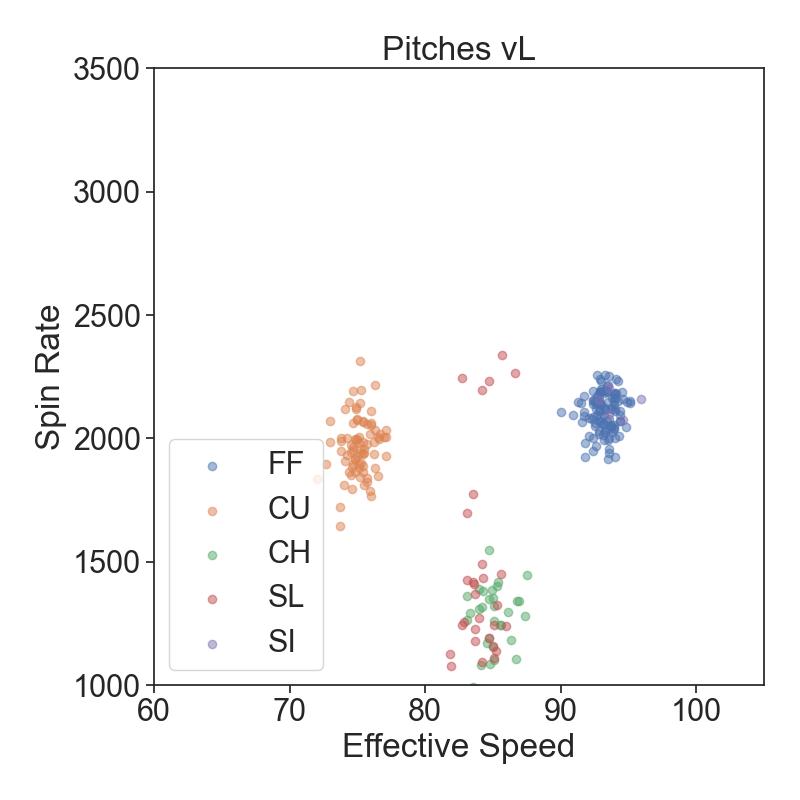 Pitches vL
3500
3000
2500
2000
1500
1000
Spin Rate
FF
CU
CH
SL
SI
60 70 80 90 100
Effective Speed